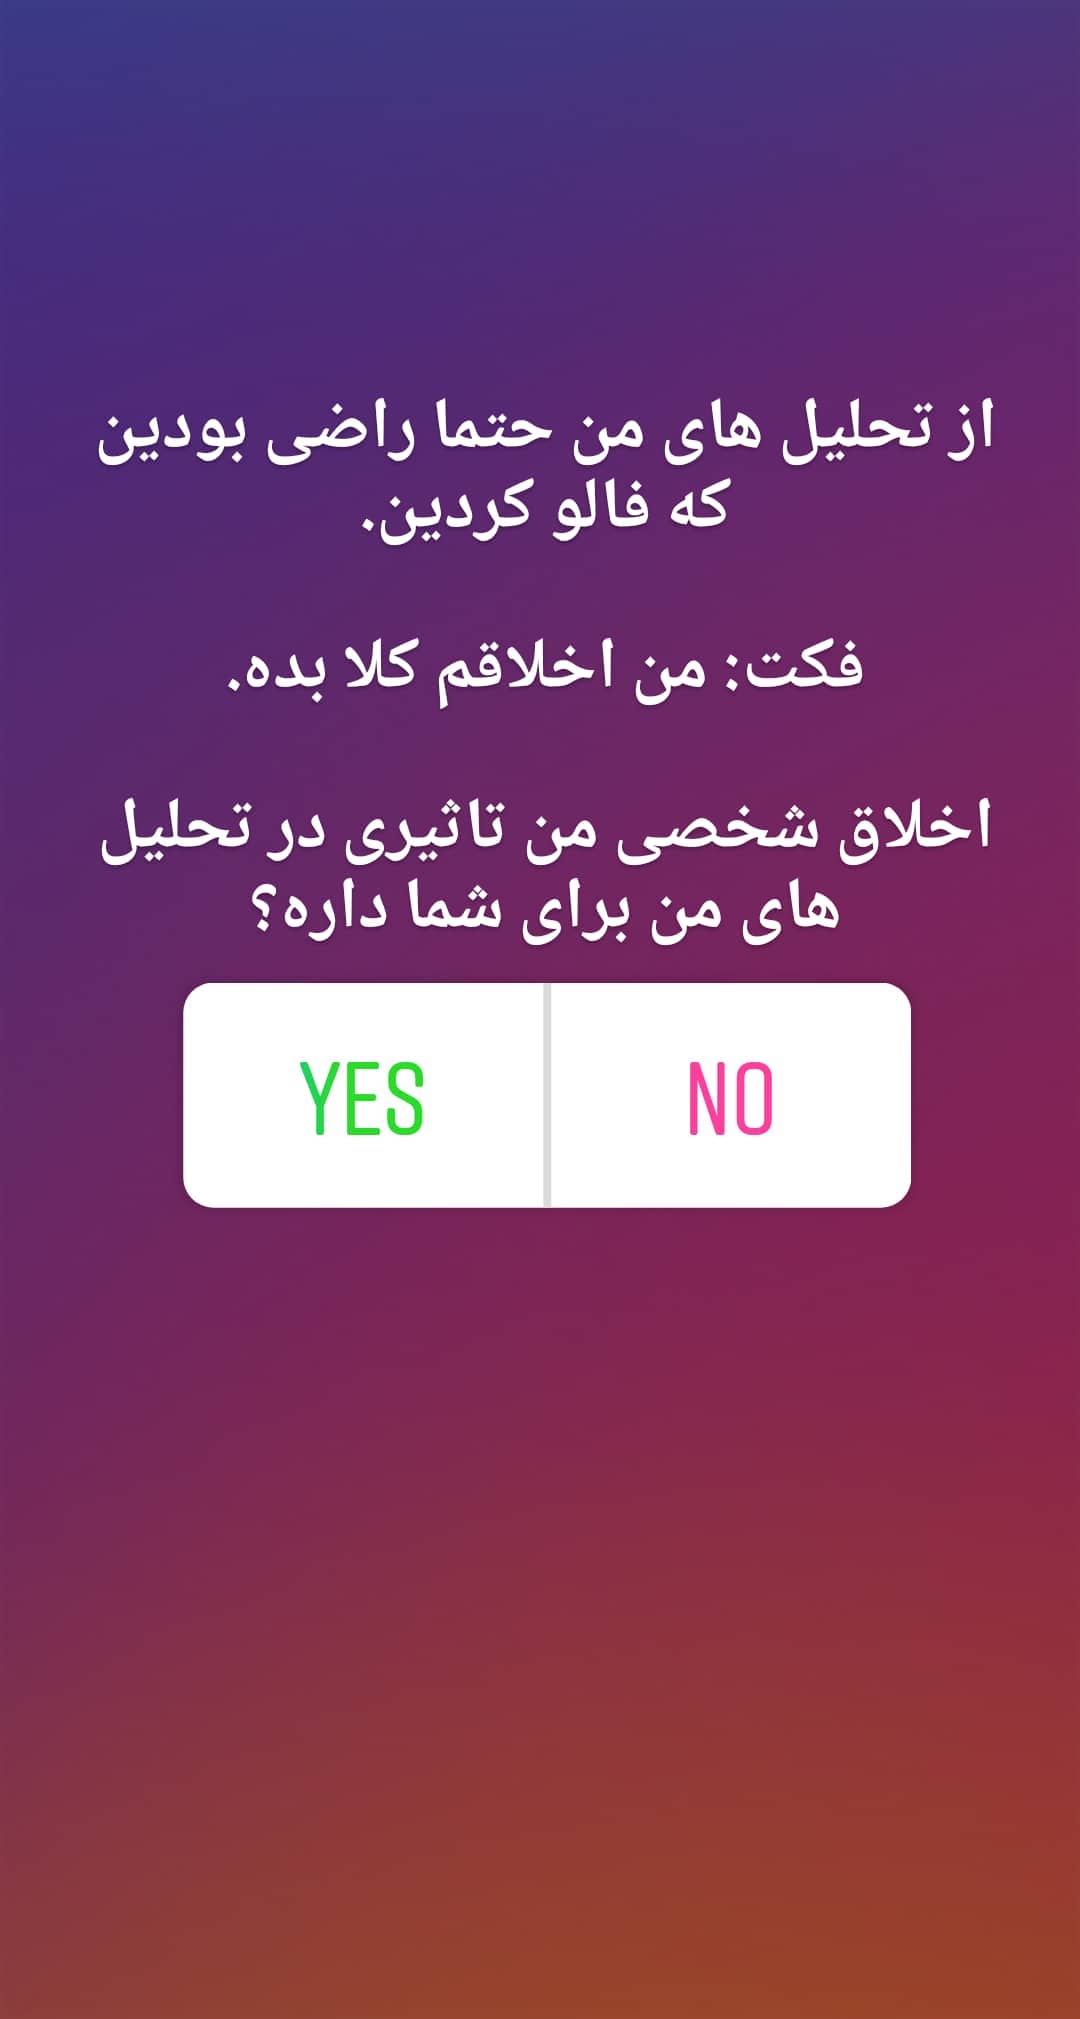 از تحلیل های من حتما راضی بودین
که فالو کردین.
فکت: من اخلاقم کلا بده.
اخلاق شخصی من تاثیری در تحلیل
های من برای شما داره؟
YES NO